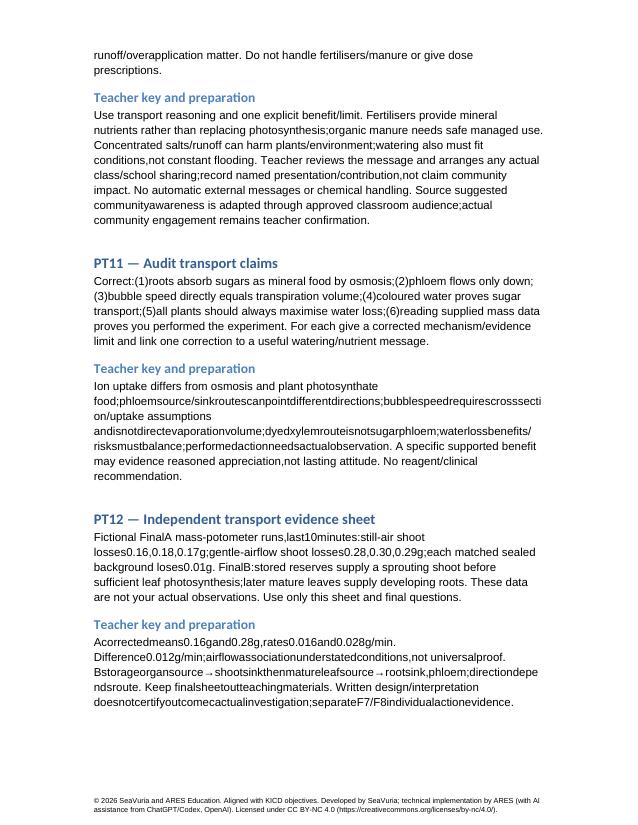 runoff/overapplication matter. Do not handle fertilisers/manure or give dose
prescriptions.
Teacher key and preparation
Use transport reasoning and one explicit benefit/limit. Fertilisers provide mineral
nutrients rather than replacing photosynthesis;organic manure needs safe managed use.
Concentrated salts/runoff can harm plants/environment;watering also must fit
conditions,not constant flooding. Teacher reviews the message and arranges any actual
class/school sharing;record named presentation/contribution,not claim community
impact. No automatic external messages or chemical handling. Source suggested
communityawareness is adapted through approved classroom audience;actual
community engagement remains teacher confirmation.
PT11 — Audit transport claims
Correct:(1)roots absorb sugars as mineral food by osmosis;(2)phloem flows only down;
(3)bubble speed directly equals transpiration volume;(4)coloured water proves sugar
transport;(5)all plants should always maximise water loss;(6)reading supplied mass data
proves you performed the experiment. For each give a corrected mechanism/evidence
limit and link one correction to a useful watering/nutrient message.
Teacher key and preparation
Ion uptake differs from osmosis and plant photosynthate
food;phloemsource/sinkroutescanpointdifferentdirections;bubblespeedrequirescrosssecti
on/uptake assumptions
andisnotdirectevaporationvolume;dyedxylemrouteisnotsugarphloem;waterlossbenefits/
risksmustbalance;performedactionneedsactualobservation. A specific supported benefit
may evidence reasoned appreciation,not lasting attitude. No reagent/clinical
recommendation.
PT12 — Independent transport evidence sheet
Fictional FinalA mass-potometer runs,last10minutes:still-air shoot
losses0.16,0.18,0.17g;gentle-airflow shoot losses0.28,0.30,0.29g;each matched sealed
background loses0.01g. FinalB:stored reserves supply a sprouting shoot before
sufficient leaf photosynthesis;later mature leaves supply developing roots. These data
are not your actual observations. Use only this sheet and final questions.
Teacher key and preparation
Acorrectedmeans0.16gand0.28g,rates0.016and0.028g/min.
Difference0.012g/min;airflowassociationunderstatedconditions,not universalproof.
Bstorageorgansource→shootsinkthenmatureleafsource→rootsink,phloem;directiondepe
ndsroute. Keep finalsheetoutteachingmaterials. Written design/interpretation
doesnotcertifyoutcomeactualinvestigation;separateF7/F8individualactionevidence.
© 2026 SeaVuria and ARES Education. Aligned with KICD objectives. Developed by SeaVuria; technical implementation by ARES (with AI
assistance from ChatGPT/Codex, OpenAI). Licensed under CC BY-NC 4.0 (https://creativecommons.org/licenses/by-nc/4.0/).